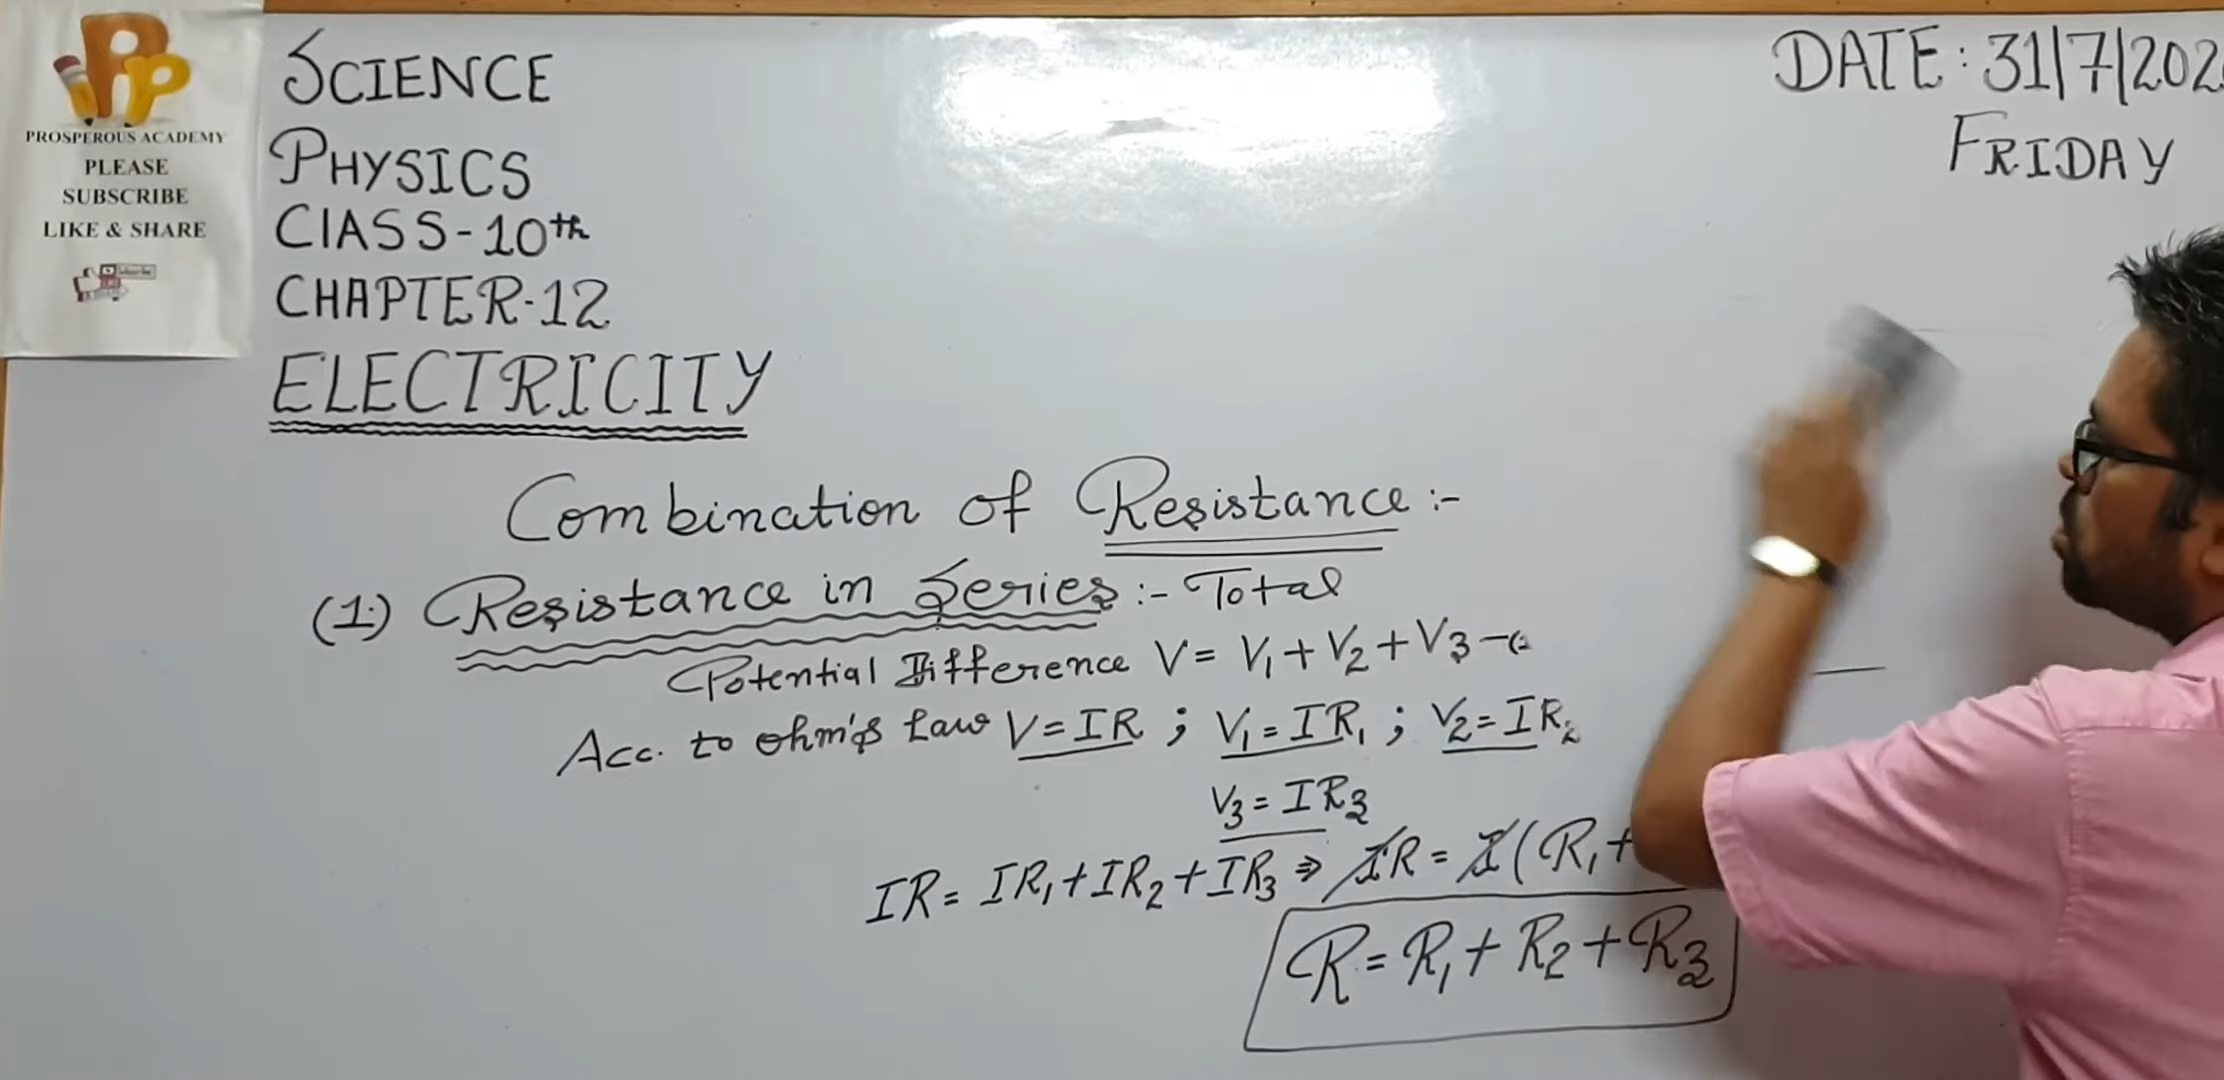 PROSPEROUS ACADEMY
PLEASE
SUBSCRIBE
LIKE & SHARE
SCIENCE
PHYSICS
ClASS-10th
CHAPTER-12
ELECTRICITY
DATE: 31/7/202
FRIDAY
Combination of Resistance :-
(1.) Resistance in Series :- Total
Potential Difference V = V₁ + V₂ + V₃ —
Acc. to ohm's Law V = IR ; V₁ = IR₁ ; V₂ = IR₂
V₃ = IR₃
IR = IR₁ + IR₂ + IR₃ ⇒ IR = I (R₁ +
R = R₁ + R₂ + R₃